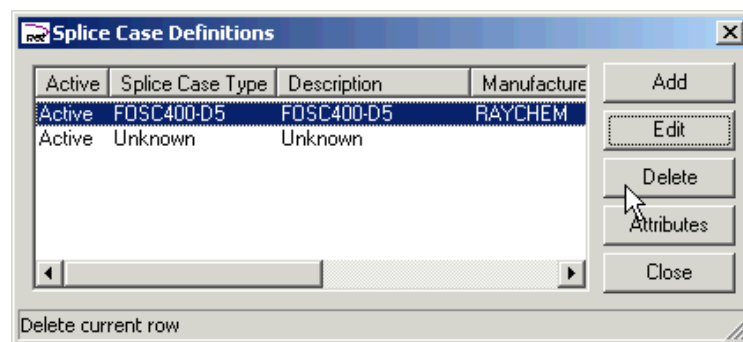 Splice Case Definitions
Active Splice Case Type Description Manufacture
Active FOSC400-D5 FOSC400-D5 RAYCHEM
Active Unknown Unknown
Add
Edit
Delete
Attributes
Close
Delete current row